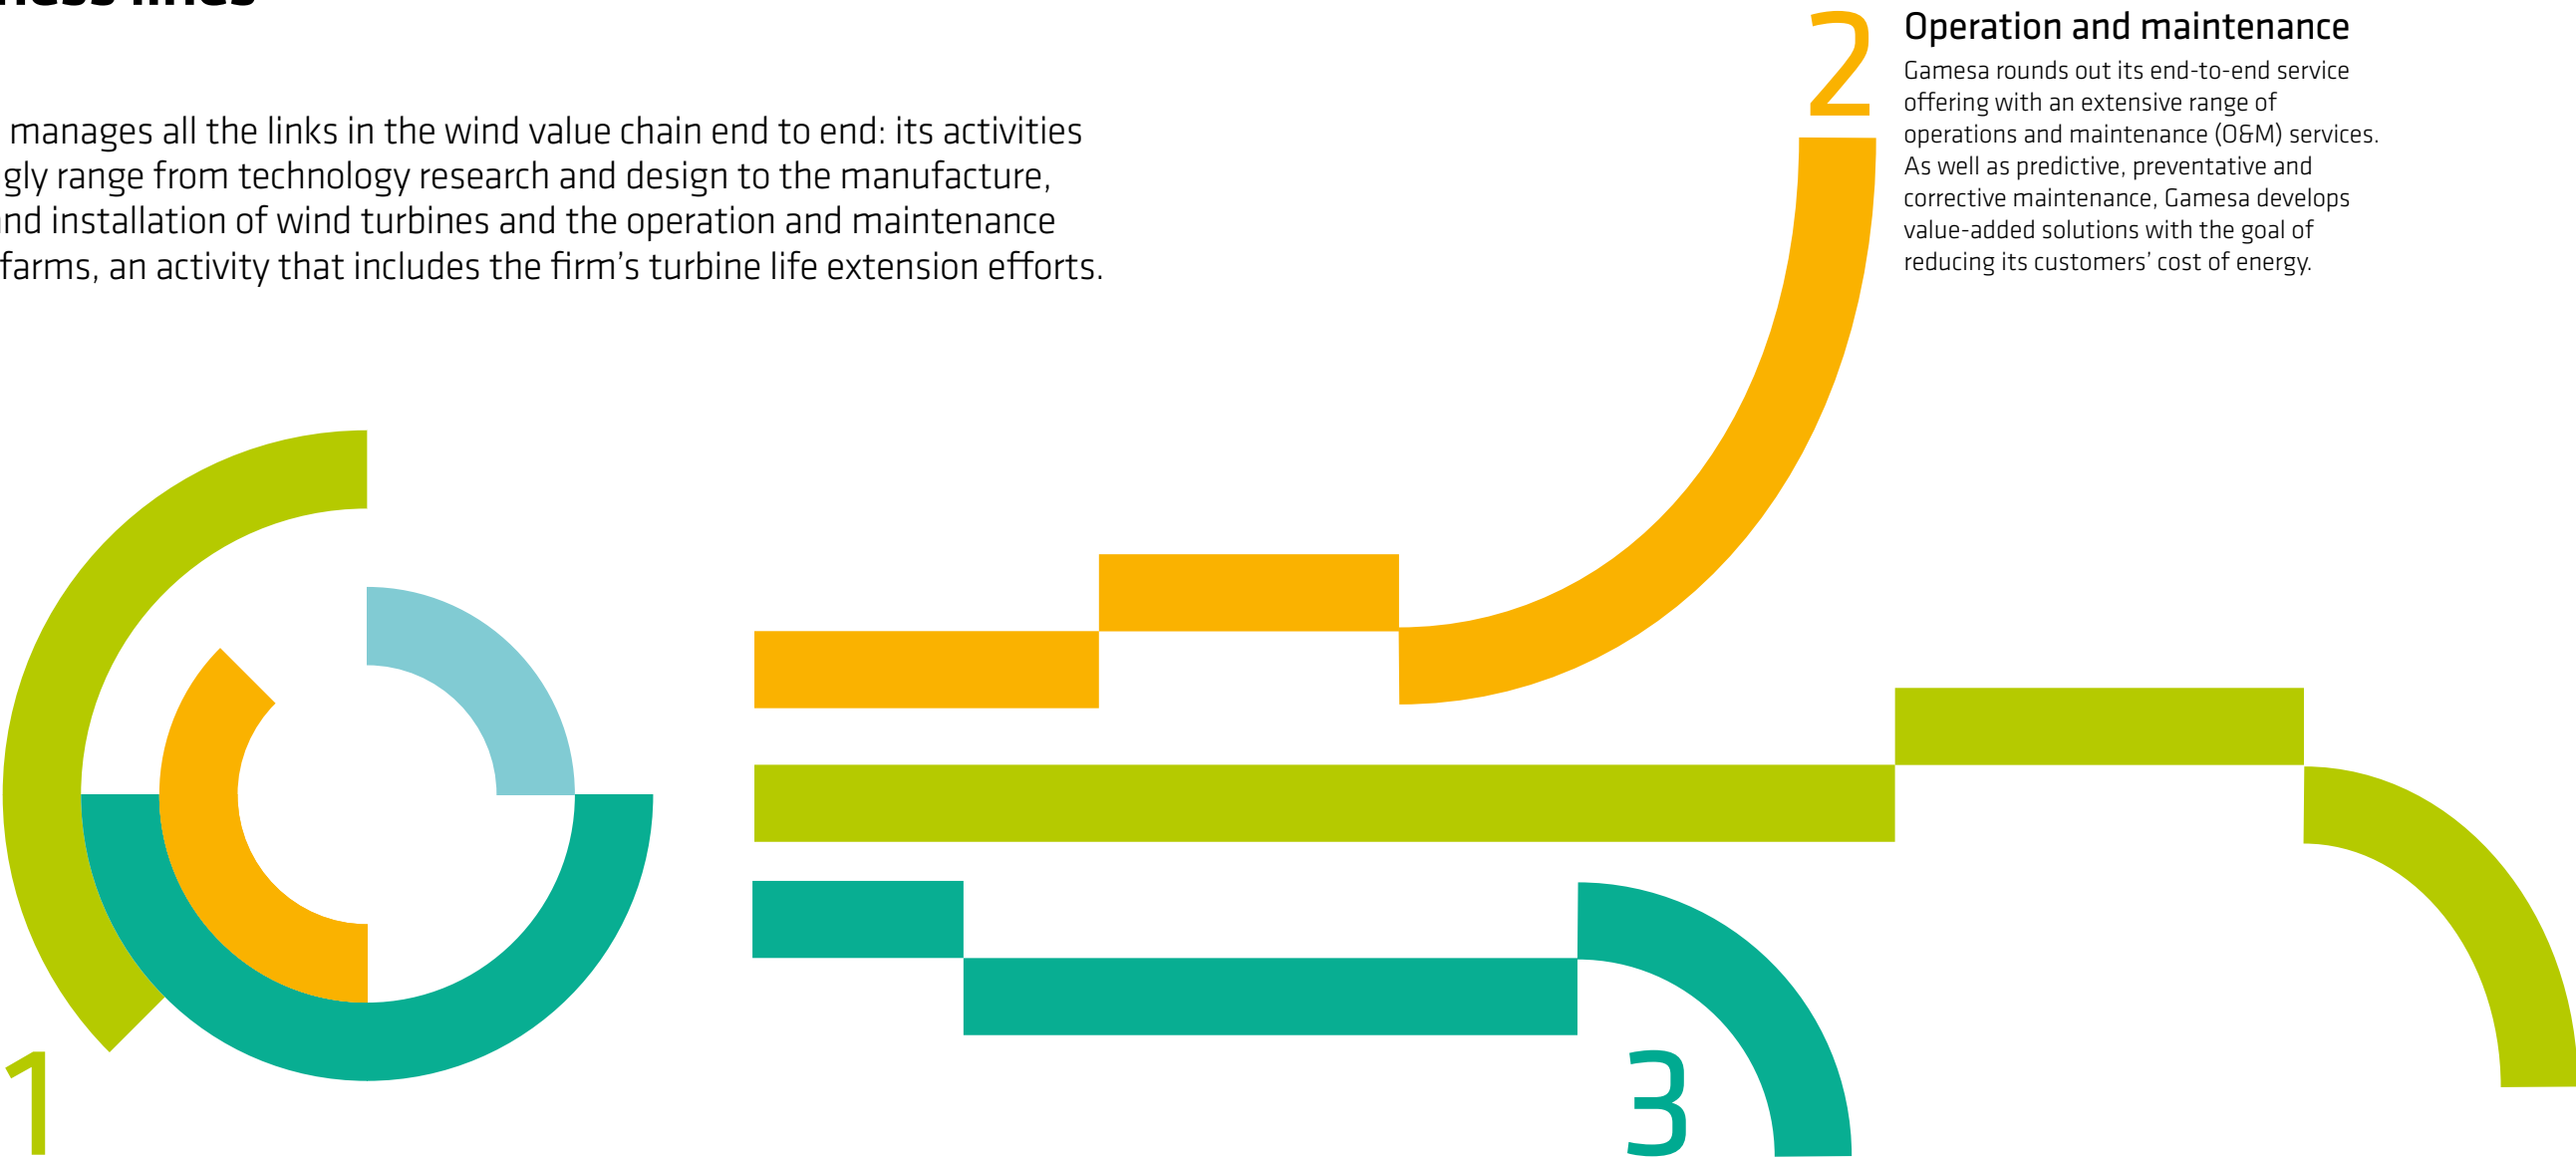 lines
manages all the links in the wind value chain end to end: its activities
range from technology research and design to the manufacture,
and installation of wind turbines and the operation and maintenance
farms, an activity that includes the firm’s turbine life extension efforts.
2
Operation and maintenance
Gamesa rounds out its end-to-end service
offering with an extensive range of
operations and maintenance (O&M) services.
As well as predictive, preventative and
corrective maintenance, Gamesa develops
value-added solutions with the goal of
reducing its customers’ cost of energy.
1
3